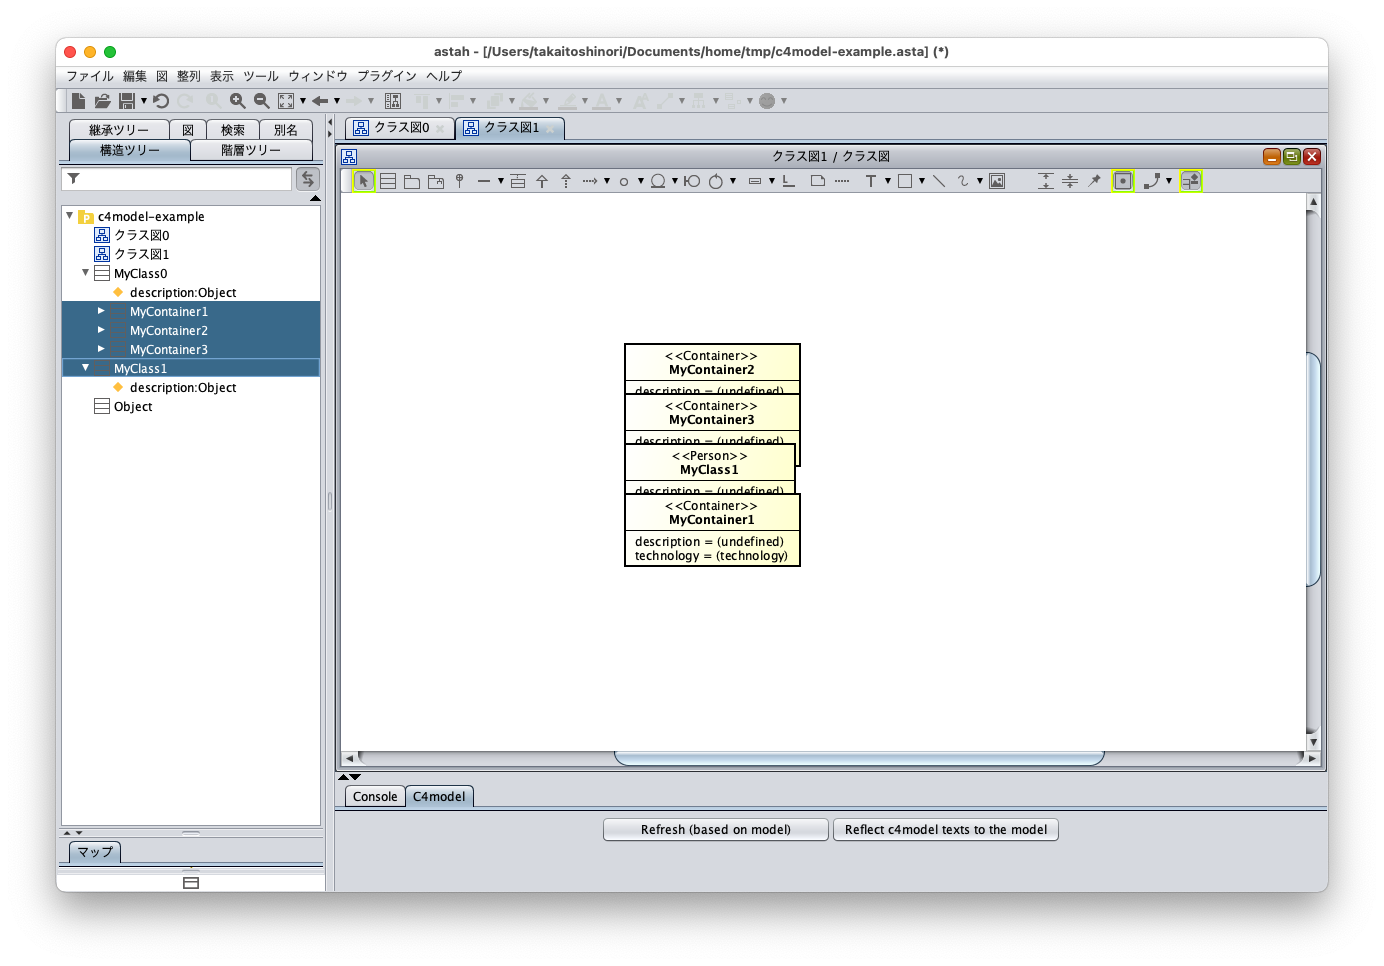 astah - [/Users/takaitoshinori/Documents/home/tmp/c4model-example.asta] (*)
ファイル 編集 図 整列 表示 ツール ウィンドウ プラグイン ヘルプ
継承ツリー 図 検索 別名
構造ツリー 階層ツリー
c4model-example
クラス図0
クラス図1
MyClass0
description:Object
MyContainer1
MyContainer2
MyContainer3
MyClass1
description:Object
Object
マップ
クラス図0 クラス図1
クラス図1 / クラス図
<<Container>>
MyContainer2
description = (undefined)
<<Container>>
MyContainer3
description = (undefined)
<<Person>>
MyClass1
description = (undefined)
<<Container>>
MyContainer1
description = (undefined)
technology = (technology)
Console C4model
Refresh (based on model) Reflect c4model texts to the model